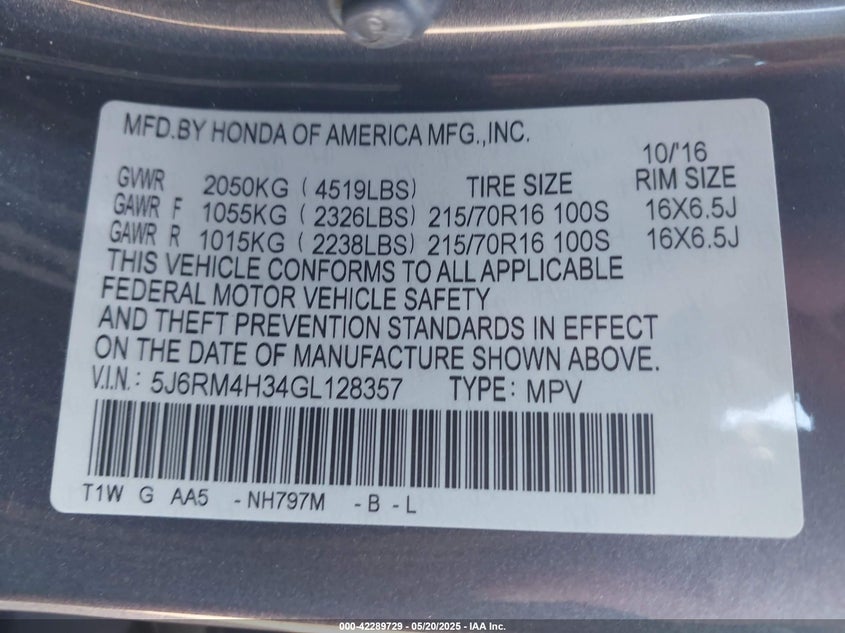 MFD.BY HONDA OF AMERICA MFG.,INC.
10/'16
GVWR 2050KG ( 4519LBS) TIRE SIZE RIM SIZE
GAWR F 1055KG ( 2326LBS) 215/70R16 100S 16X6.5J
GAWR R 1015KG ( 2238LBS) 215/70R16 100S 16X6.5J
THIS VEHICLE CONFORMS TO ALL APPLICABLE
FEDERAL MOTOR VEHICLE SAFETY
AND THEFT PREVENTION STANDARDS IN EFFECT
ON THE DATE OF MANUFACTURE SHOWN ABOVE.
V.I.N.: 5J6RM4H34GL128357 TYPE: MPV
T1W G AA5 -NH797M -B -L
000-42289729 — 05/20/2025 — IAA Inc.